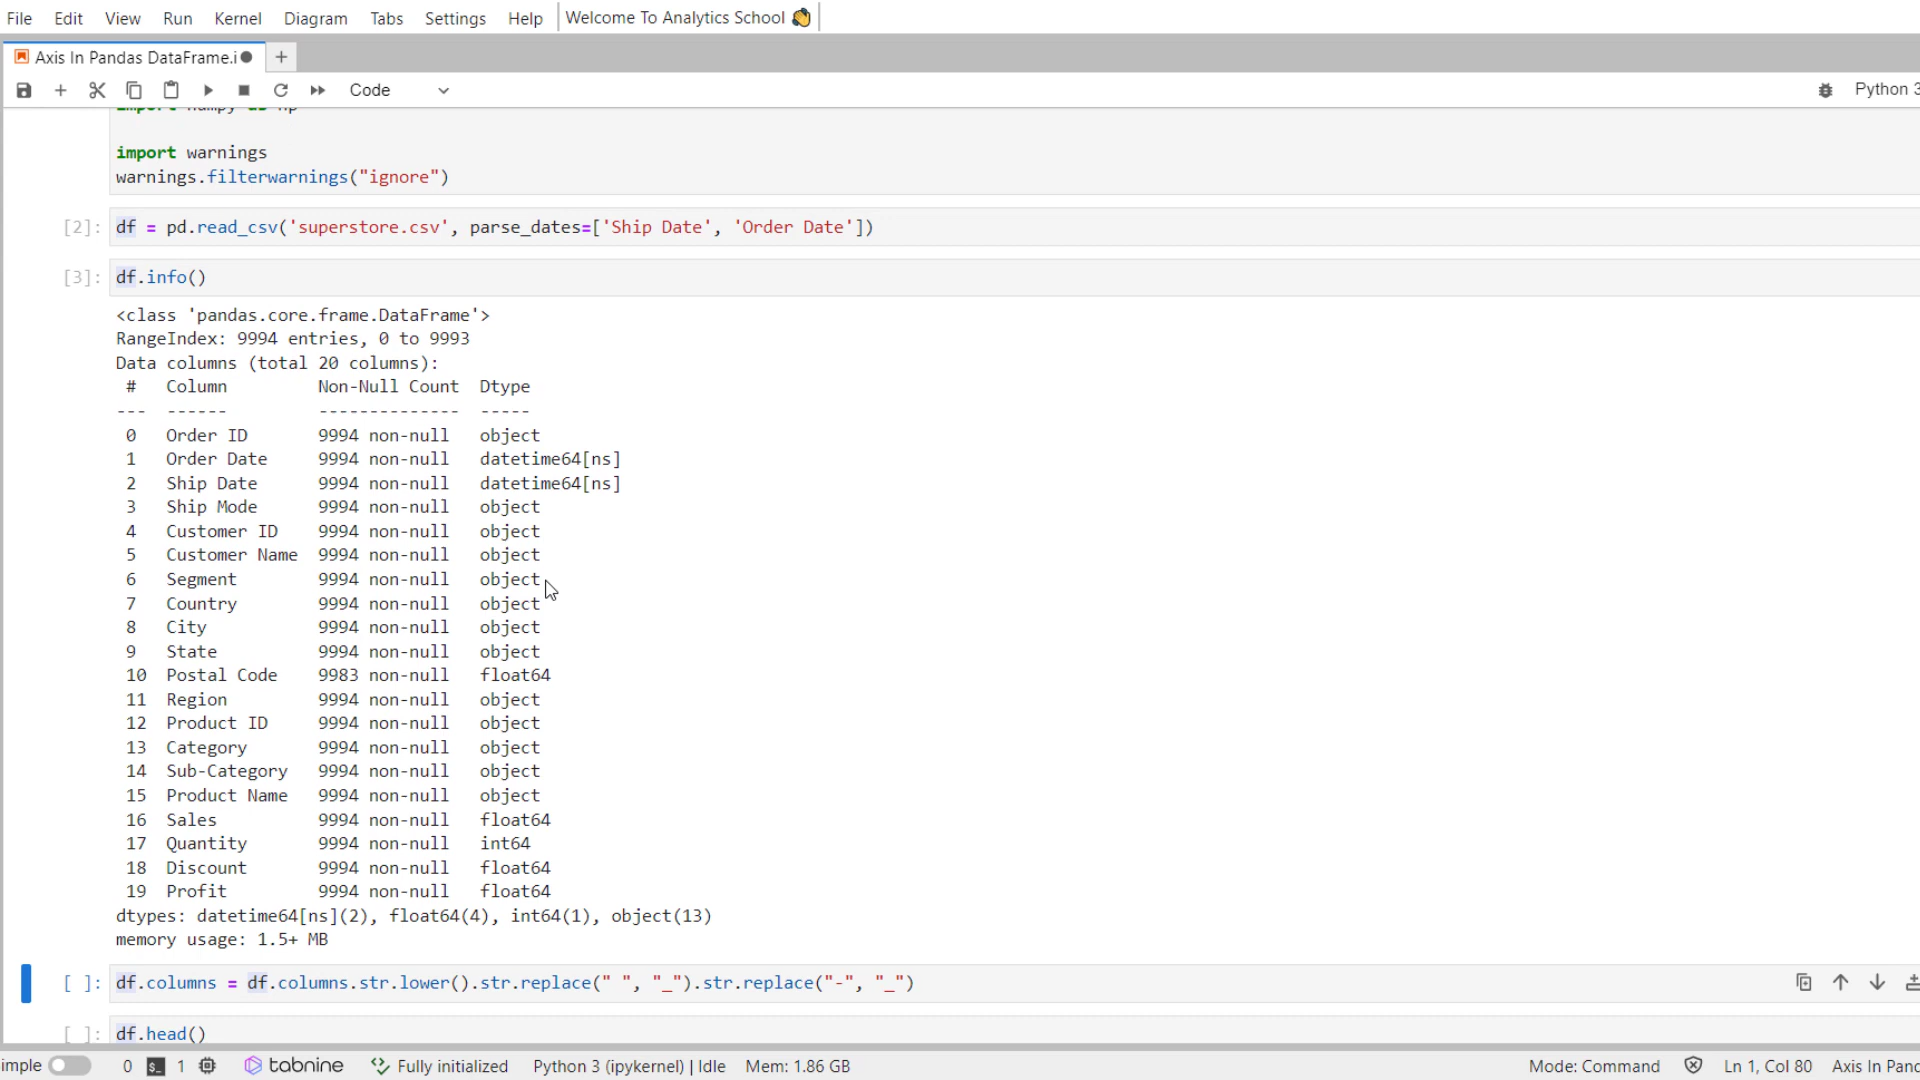 File Edit View Run Kernel Diagram Tabs Settings Help Welcome To Analytics School
Axis In Pandas DataFrame.i
Code
Python 3
import numpy as np
import warnings
warnings.filterwarnings("ignore")
[2]: df = pd.read_csv('superstore.csv', parse_dates=['Ship Date', 'Order Date'])
[3]: df.info()
<class 'pandas.core.frame.DataFrame'>
RangeIndex: 9994 entries, 0 to 9993
Data columns (total 20 columns):
# Column Non-Null Count Dtype
--- ------ -------------- -----
0 Order ID 9994 non-null object
1 Order Date 9994 non-null datetime64[ns]
2 Ship Date 9994 non-null datetime64[ns]
3 Ship Mode 9994 non-null object
4 Customer ID 9994 non-null object
5 Customer Name 9994 non-null object
6 Segment 9994 non-null object
7 Country 9994 non-null object
8 City 9994 non-null object
9 State 9994 non-null object
10 Postal Code 9983 non-null float64
11 Region 9994 non-null object
12 Product ID 9994 non-null object
13 Category 9994 non-null object
14 Sub-Category 9994 non-null object
15 Product Name 9994 non-null object
16 Sales 9994 non-null float64
17 Quantity 9994 non-null int64
18 Discount 9994 non-null float64
19 Profit 9994 non-null float64
dtypes: datetime64[ns](2), float64(4), int64(1), object(13)
memory usage: 1.5+ MB
[ ]: df.columns = df.columns.str.lower().str.replace(" ", "_").str.replace("-", "_")
[ ]: df.head()
imple 0 $_ 1 tabnine Fully initialized Python 3 (ipykernel) | Idle Mem: 1.86 GB Mode: Command Ln 1, Col 80 Axis In Panc